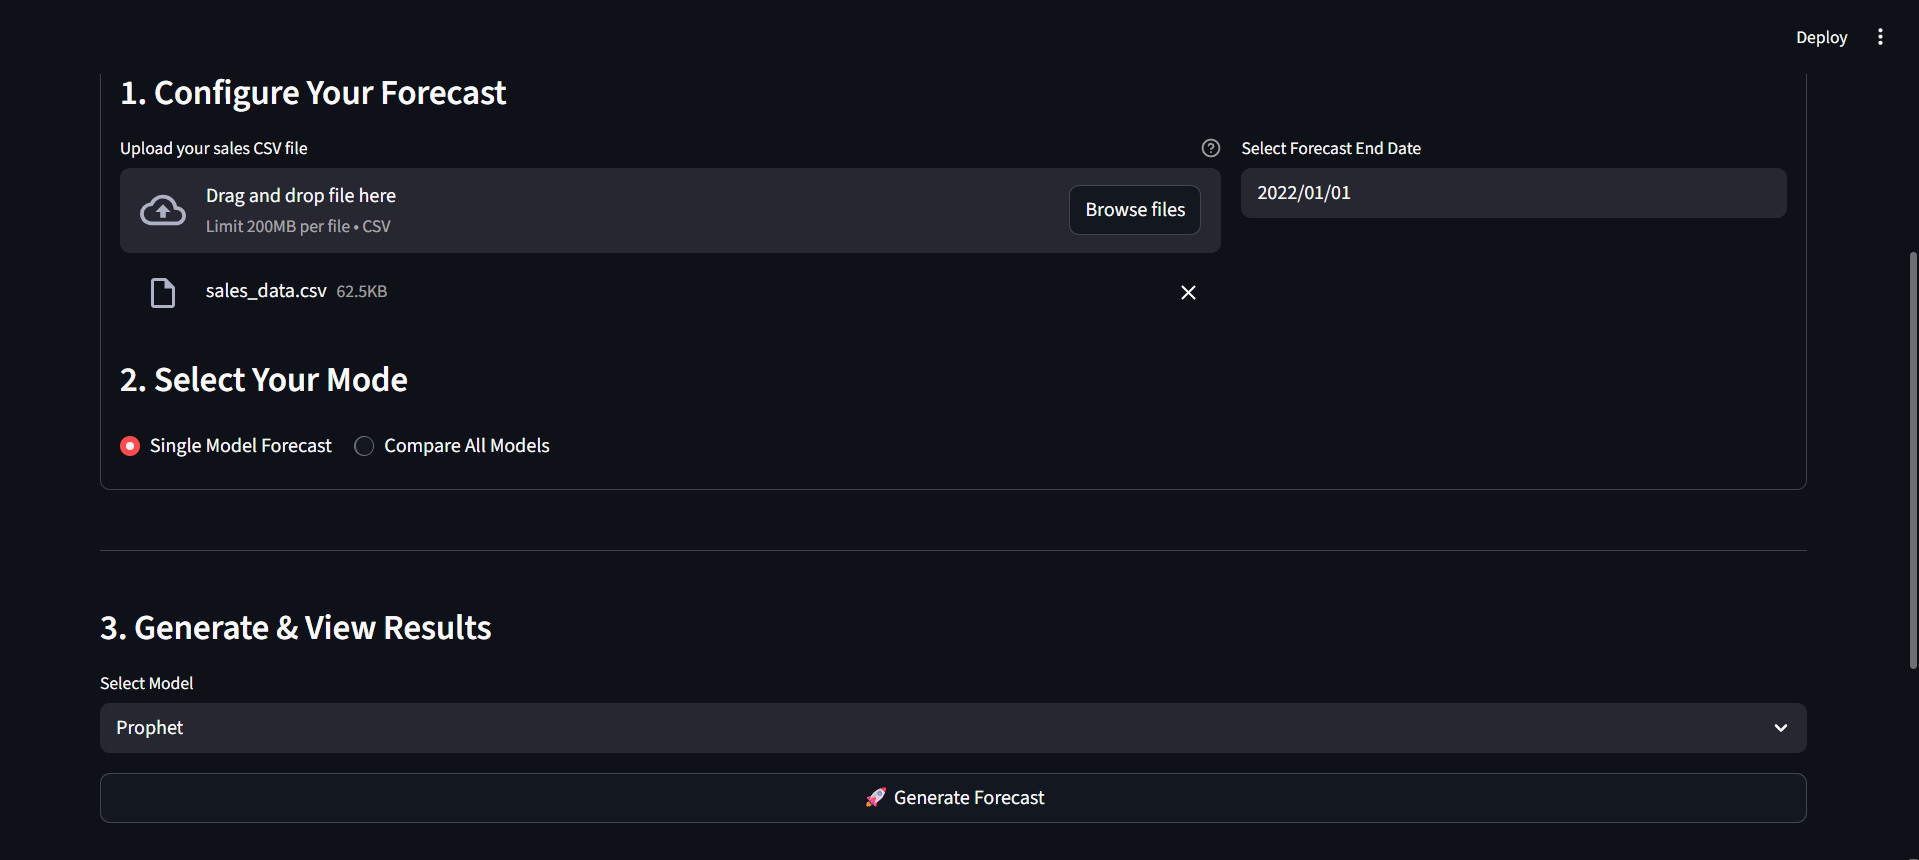 Deploy
1. Configure Your Forecast
Upload your sales CSV file
Select Forecast End Date
Drag and drop file here
Limit 200MB per file • CSV
Browse files
2022/01/01
sales_data.csv 62.5KB
2. Select Your Mode
Single Model Forecast
Compare All Models
3. Generate & View Results
Select Model
Prophet
🚀 Generate Forecast